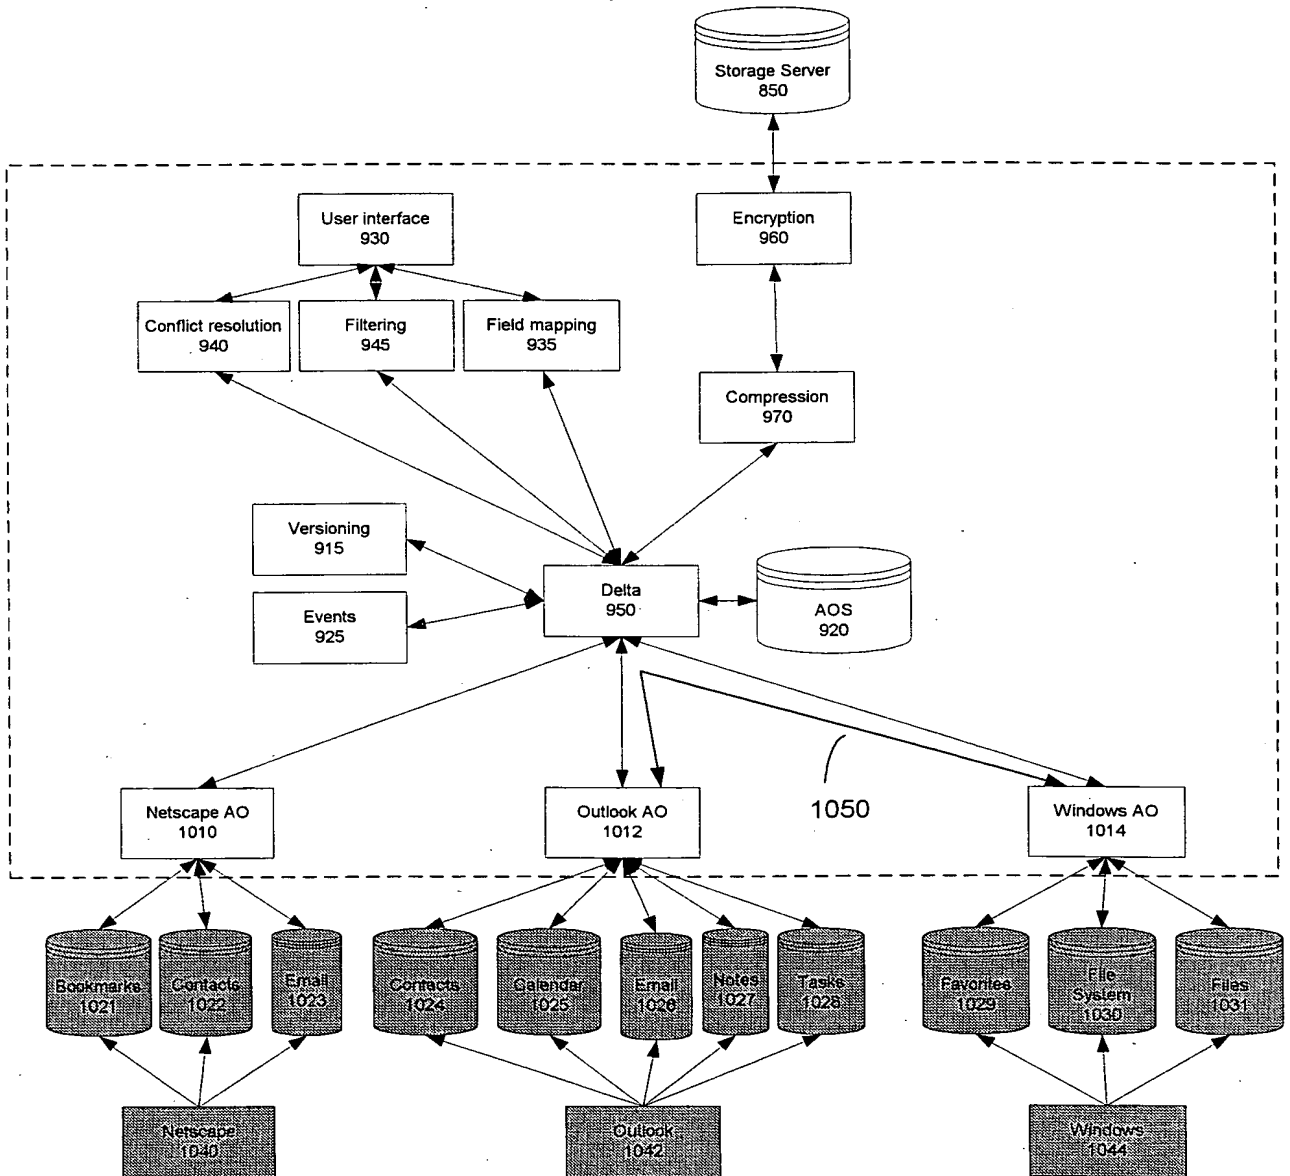 Storage Server
850
User interface
930
Encryption
960
Conflict resolution
940
Filtering
945
Field mapping
935
Compression
970
Versioning
915
Events
925
Delta
950
AOS
920
1050
Netscape AO
1010
Outlook AO
1012
Windows AO
1014
Bookmarks
1021
Contacts
1022
Email
1023
Contacts
1024
Calendar
1025
Email
1026
Notes
1027
Tasks
1028
Favorites
1029
File
System
1030
Files
1031
Netscape
1040
Outlook
1042
Windows
1044